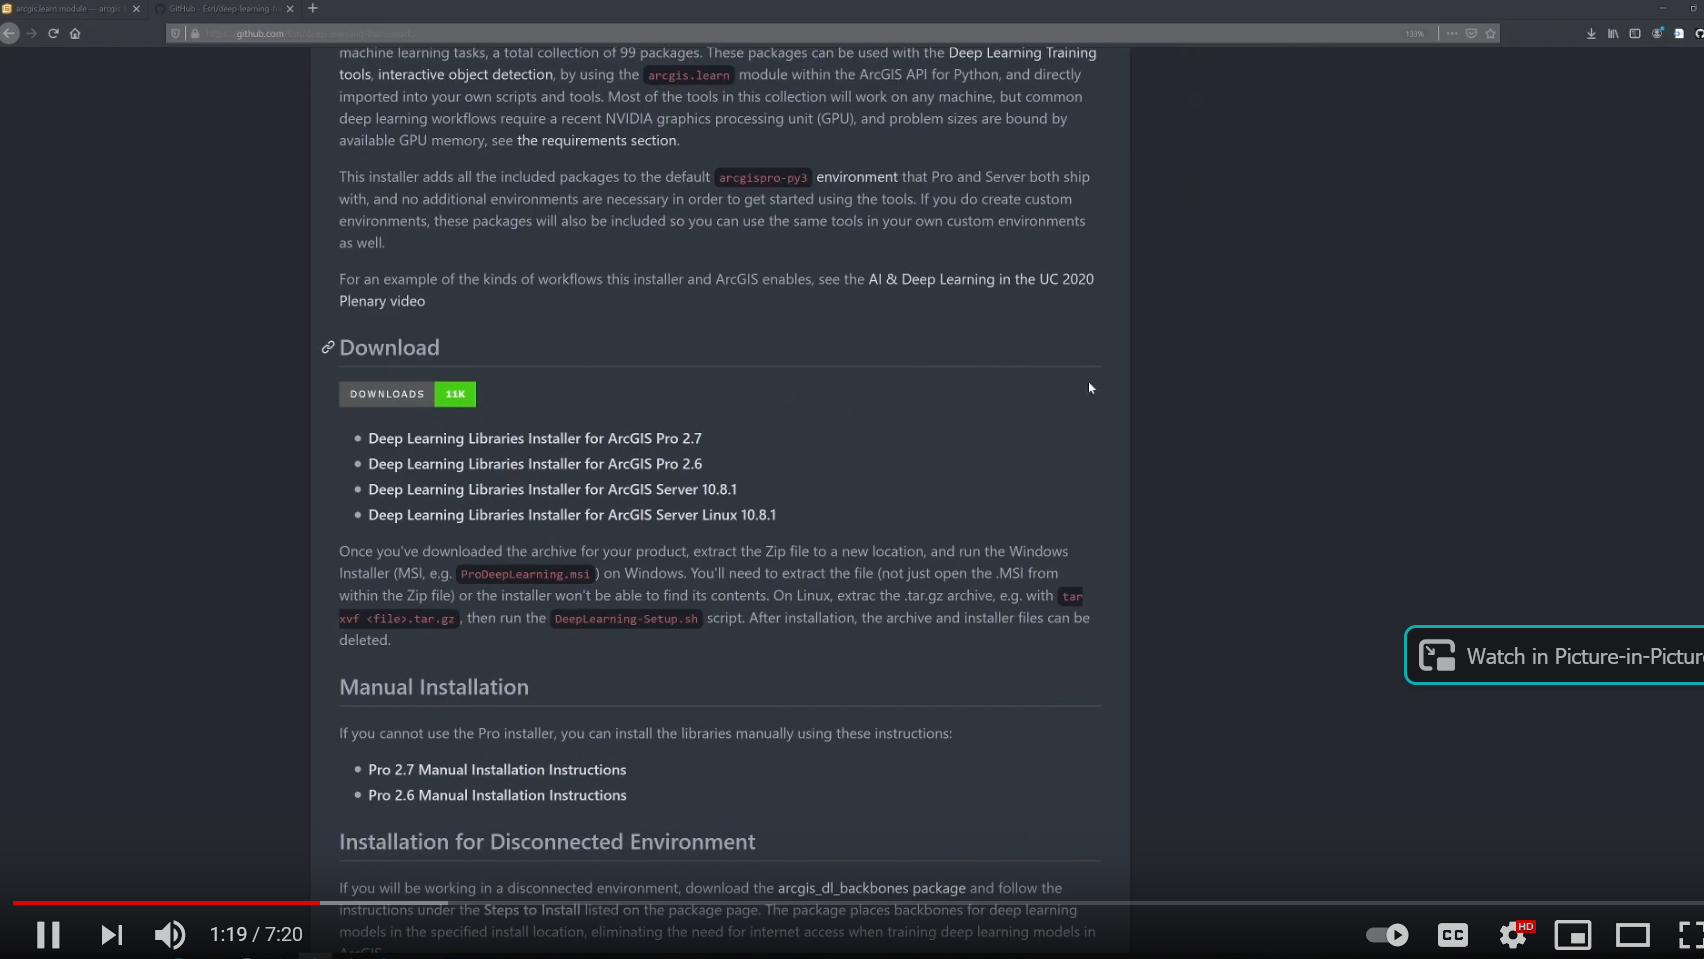 arcgis.learn module — arcgis
GitHub - Esri/deep-learning-fra
133%
machine learning tasks, a total collection of 99 packages. These packages can be used with the Deep Learning Training
tools, interactive object detection, by using the arcgis.learn module within the ArcGIS API for Python, and directly
imported into your own scripts and tools. Most of the tools in this collection will work on any machine, but common
deep learning workflows require a recent NVIDIA graphics processing unit (GPU), and problem sizes are bound by
available GPU memory, see the requirements section.
This installer adds all the included packages to the default arcgispro-py3 environment that Pro and Server both ship
with, and no additional environments are necessary in order to get started using the tools. If you do create custom
environments, these packages will also be included so you can use the same tools in your own custom environments
as well.
For an example of the kinds of workflows this installer and ArcGIS enables, see the AI & Deep Learning in the UC 2020
Plenary video
Download
DOWNLOADS 11K
Deep Learning Libraries Installer for ArcGIS Pro 2.7
Deep Learning Libraries Installer for ArcGIS Pro 2.6
Deep Learning Libraries Installer for ArcGIS Server 10.8.1
Deep Learning Libraries Installer for ArcGIS Server Linux 10.8.1
Once you've downloaded the archive for your product, extract the Zip file to a new location, and run the Windows
Installer (MSI, e.g. ProDeepLearning.msi) on Windows. You'll need to extract the file (not just open the .MSI from
within the Zip file) or the installer won't be able to find its contents. On Linux, extrac the .tar.gz archive, e.g. with tar
xvf <file>.tar.gz, then run the DeepLearning-Setup.sh script. After installation, the archive and installer files can be
deleted.
Watch in Picture-in-Pictur
Manual Installation
If you cannot use the Pro installer, you can install the libraries manually using these instructions:
Pro 2.7 Manual Installation Instructions
Pro 2.6 Manual Installation Instructions
Installation for Disconnected Environment
If you will be working in a disconnected environment, download the arcgis_dl_backbones package and follow the
instructions under the Steps to Install listed on the package page. The package places backbones for deep learning
models in the specified install location, eliminating the need for internet access when training deep learning models in
ArcGIS.
1:19 / 7:20
CC
HD